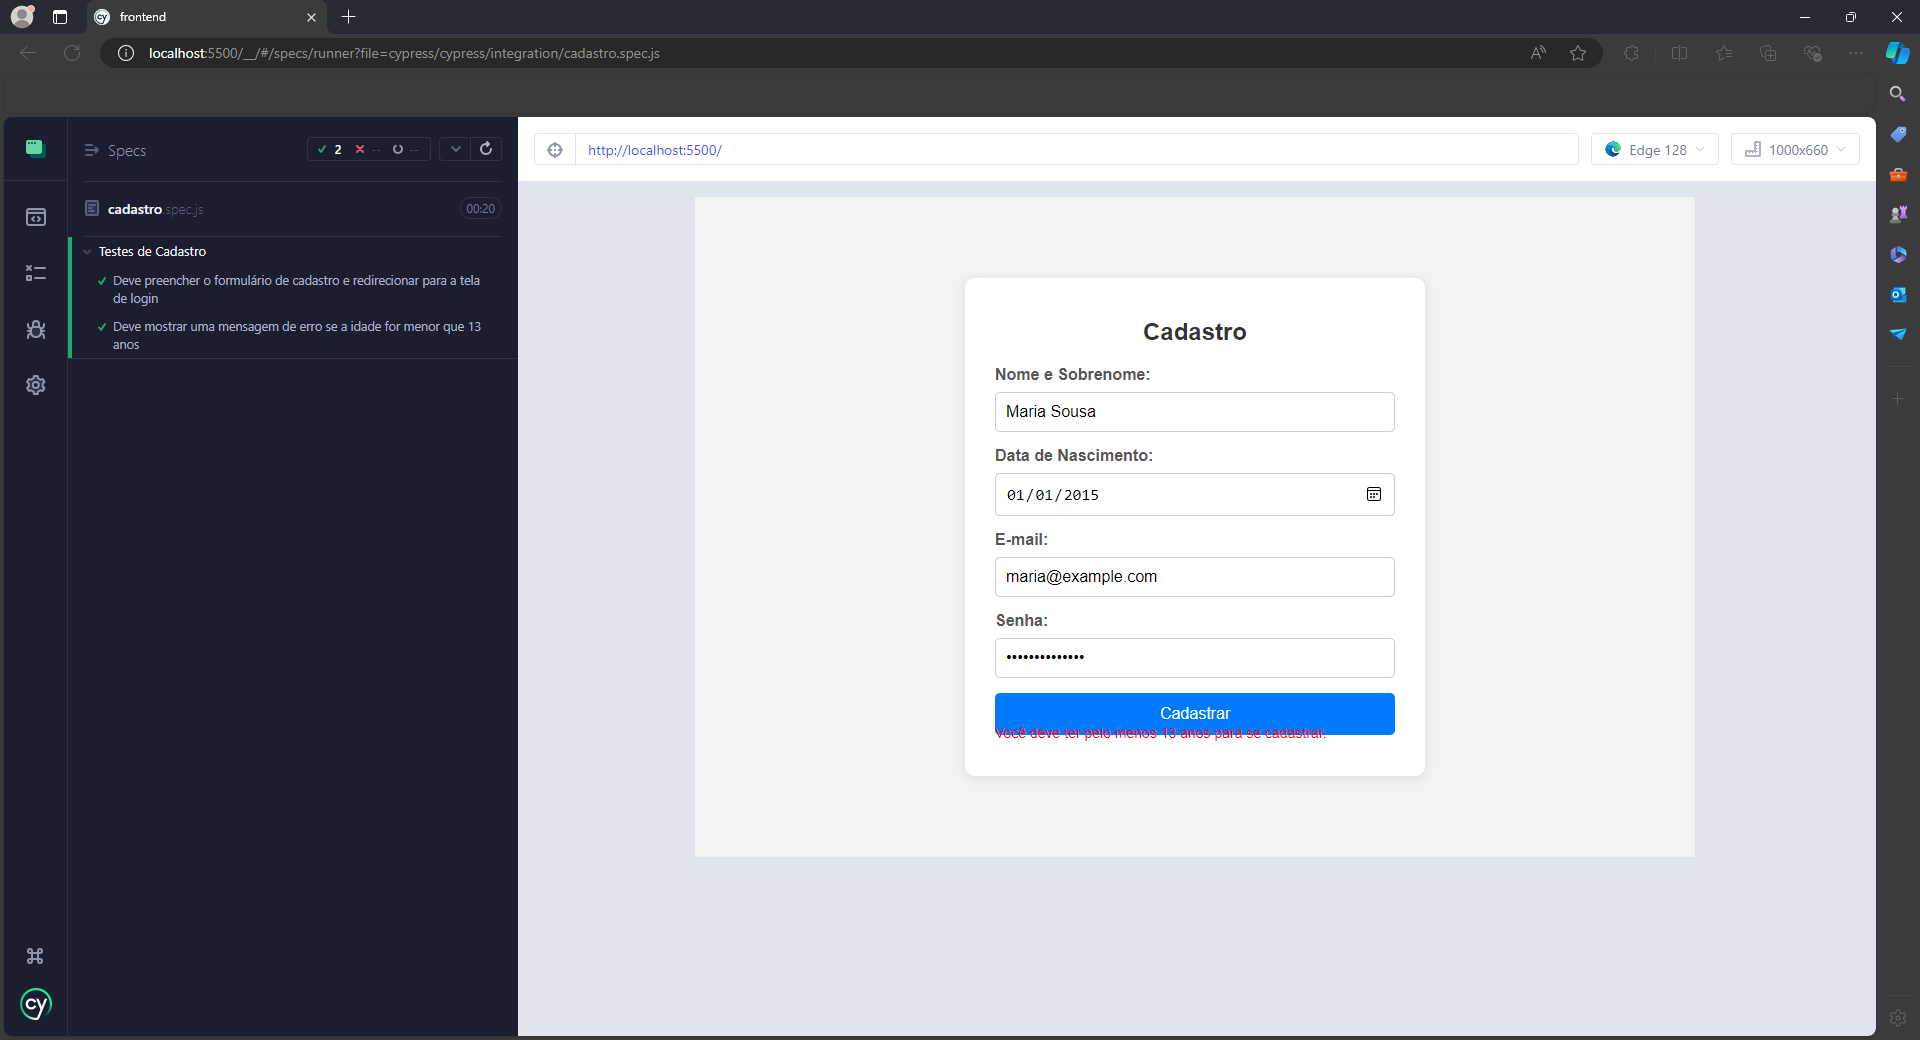 frontend
localhost:5500/__/#/specs/runner?file=cypress/cypress/integration/cadastro.spec.js
Specs
2 -- --
http://localhost:5500/
Edge 128
1000x660
cadastro.spec.js
00:20
Testes de Cadastro
Deve preencher o formulário de cadastro e redirecionar para a tela
de login
Deve mostrar uma mensagem de erro se a idade for menor que 13
anos
Cadastro
Nome e Sobrenome:
Maria Sousa
Data de Nascimento:
01/01/2015
E-mail:
maria@example.com
Senha:
••••••••••••••
Cadastrar
Você deve ter pelo menos 13 anos para se cadastrar.
cy